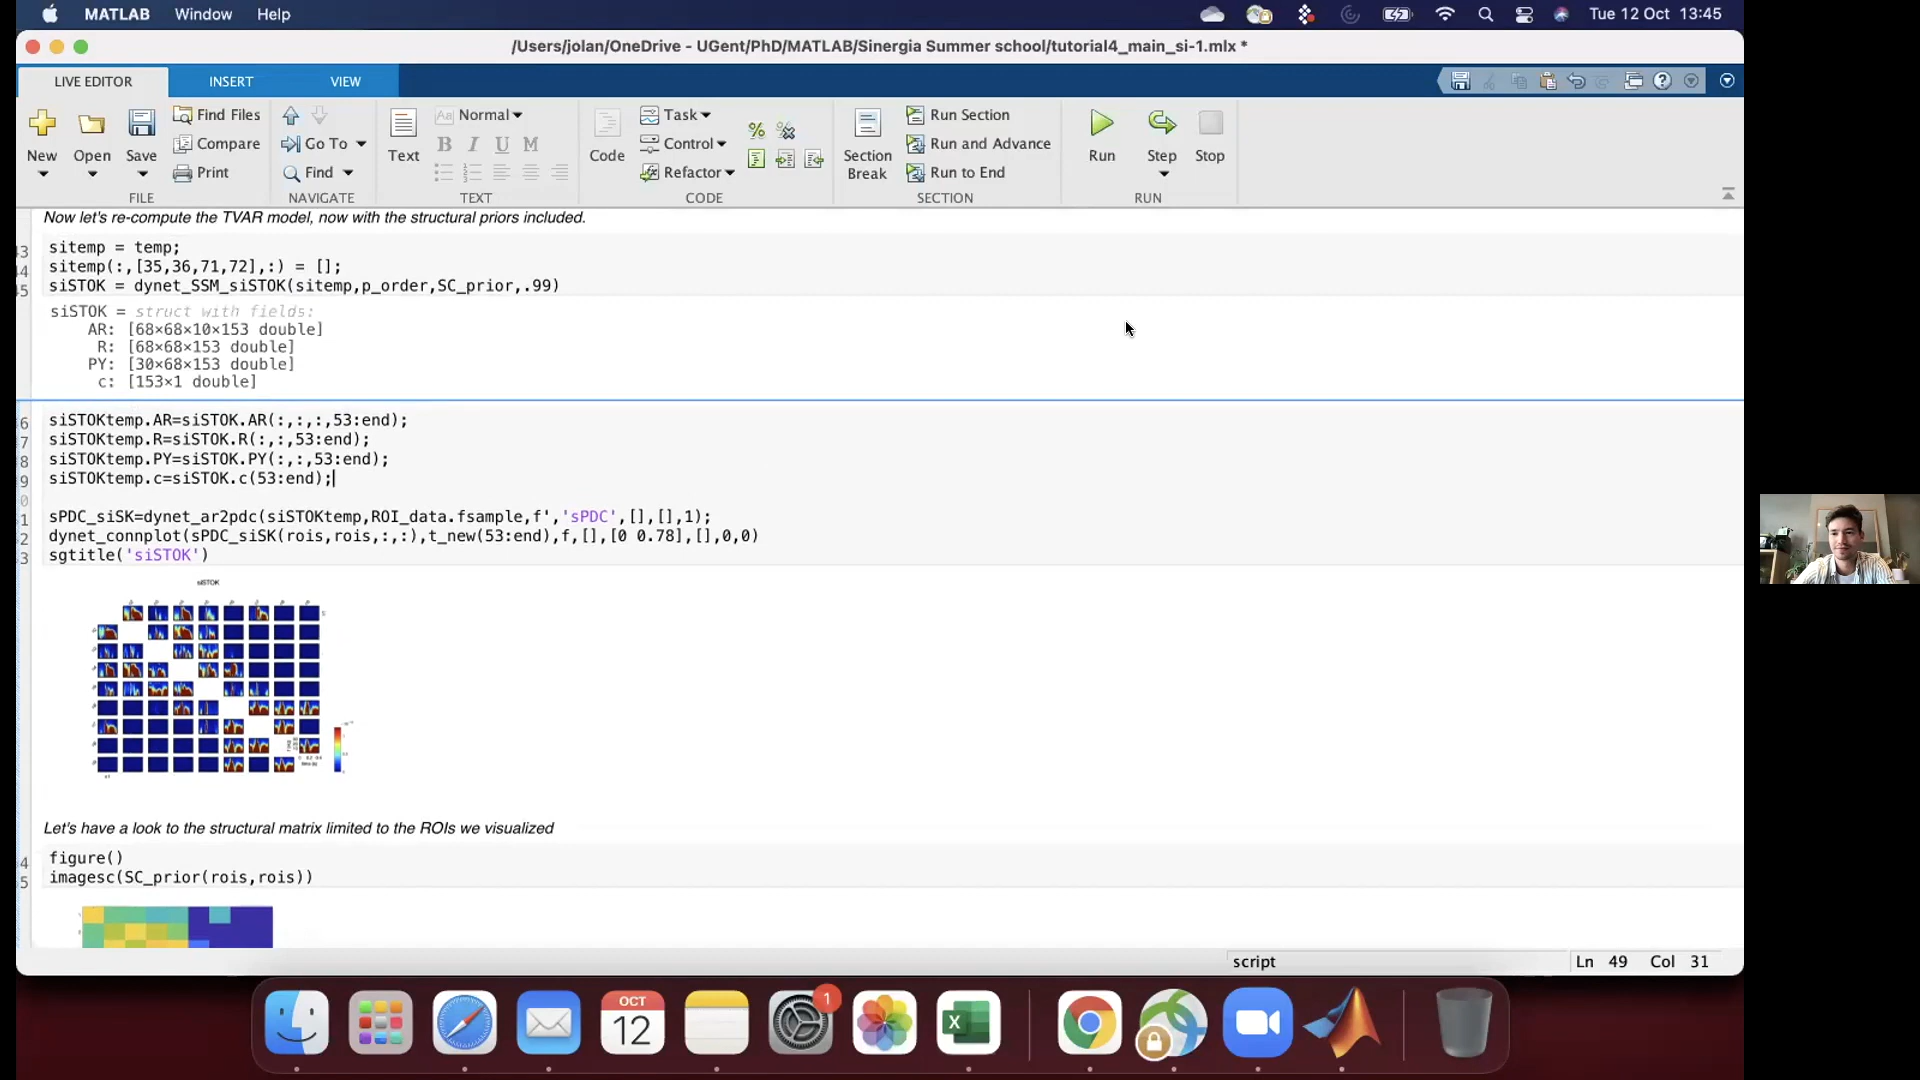 MATLAB Window Help Tue 12 Oct 13:45
/Users/jolan/OneDrive - UGent/PhD/MATLAB/Sinergia Summer school/tutorial4_main_si-1.mlx *
LIVE EDITOR INSERT VIEW
New Open Save Find Files Compare Print
FILE
Go To Find
NAVIGATE
Text Aa Normal B I U M
TEXT
Code Task Control Refactor
CODE
Section Break Run Section Run and Advance Run to End
SECTION
Run Step Stop
RUN
Now let's re-compute the TVAR model, now with the structural priors included.
sitemp = temp;
sitemp(:,[35,36,71,72],:) = [];
siSTOK = dynet_SSM_siSTOK(sitemp,p_order,SC_prior,.99)
siSTOK = struct with fields:
AR: [68×68×10×153 double]
R: [68×68×153 double]
PY: [30×68×153 double]
c: [153×1 double]
siSTOKtemp.AR=siSTOK.AR(:,:,:,53:end);
siSTOKtemp.R=siSTOK.R(:,:,53:end);
siSTOKtemp.PY=siSTOK.PY(:,:,53:end);
siSTOKtemp.c=siSTOK.c(53:end);
sPDC_siSK=dynet_ar2pdc(siSTOKtemp,ROI_data.fsample,f','sPDC',[],[],1);
dynet_connplot(sPDC_siSK(rois,rois,:,:),t_new(53:end),f,[],[0 0.78],[],0,0)
sgtitle('siSTOK')
siSTOK
Let's have a look to the structural matrix limited to the ROIs we visualized
figure()
imagesc(SC_prior(rois,rois))
script Ln 49 Col 31
OCT
12
1
X